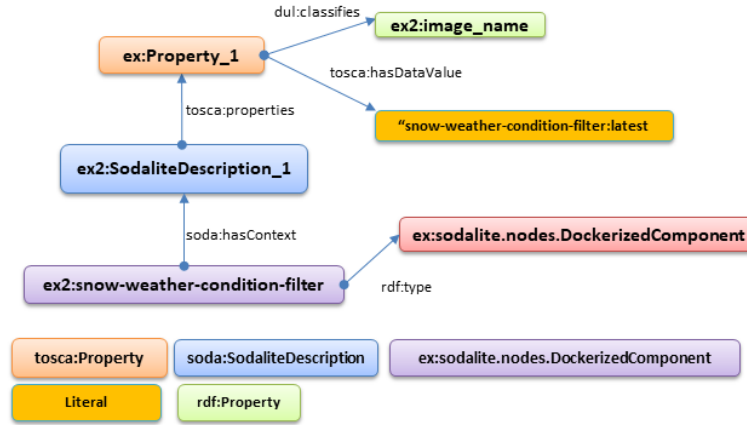 dul:classifies
ex2:image_name
ex:Property_1
tosca:hasDataValue
tosca:properties
“snow-weather-condition-filter:latest
ex2:SodaliteDescription_1
soda:hasContext
ex:sodalite.nodes.DockerizedComponent
ex2:snow-weather-condition-filter
rdf:type
tosca:Property soda:SodaliteDescription ex:sodalite.nodes.DockerizedComponent
Literal rdf:Property